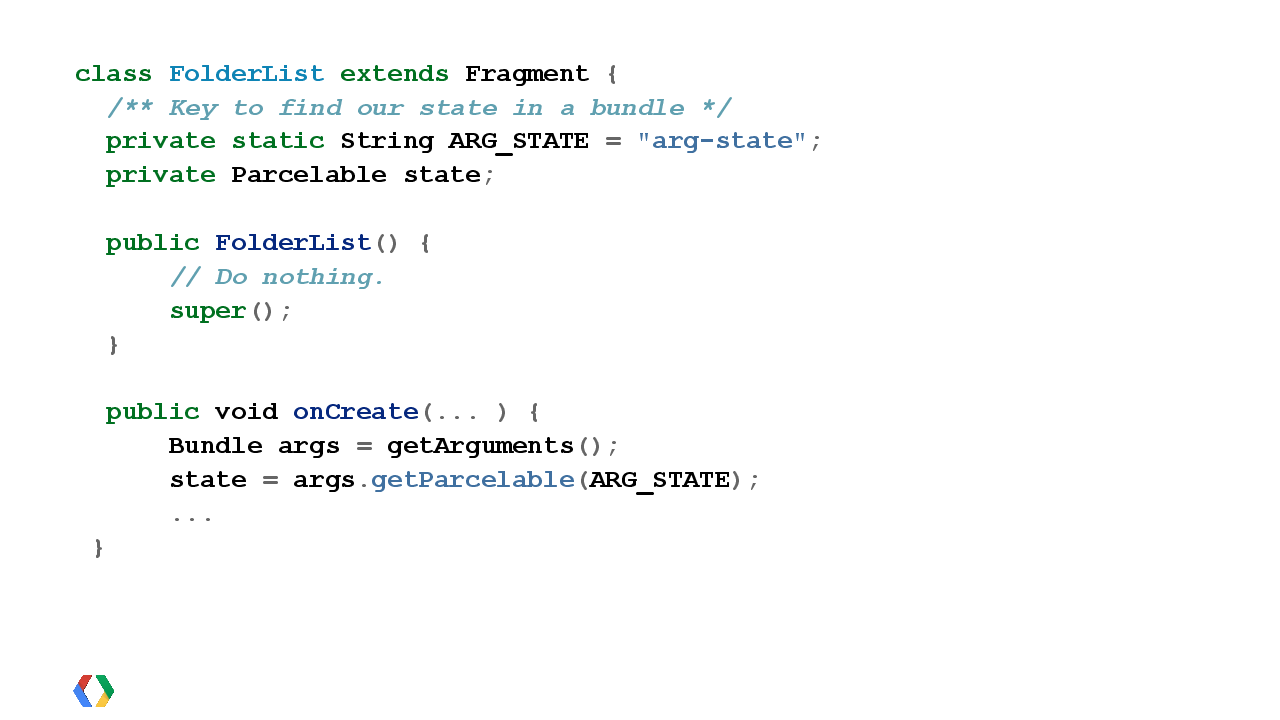 class FolderList extends Fragment {
/** Key to find our state in a bundle */
private static String ARG_STATE = "arg-state";
private Parcelable state;
public FolderList() {
// Do nothing.
super();
}
public void onCreate(... ) {
Bundle args = getArguments();
state = args.getParcelable(ARG_STATE);
...
}